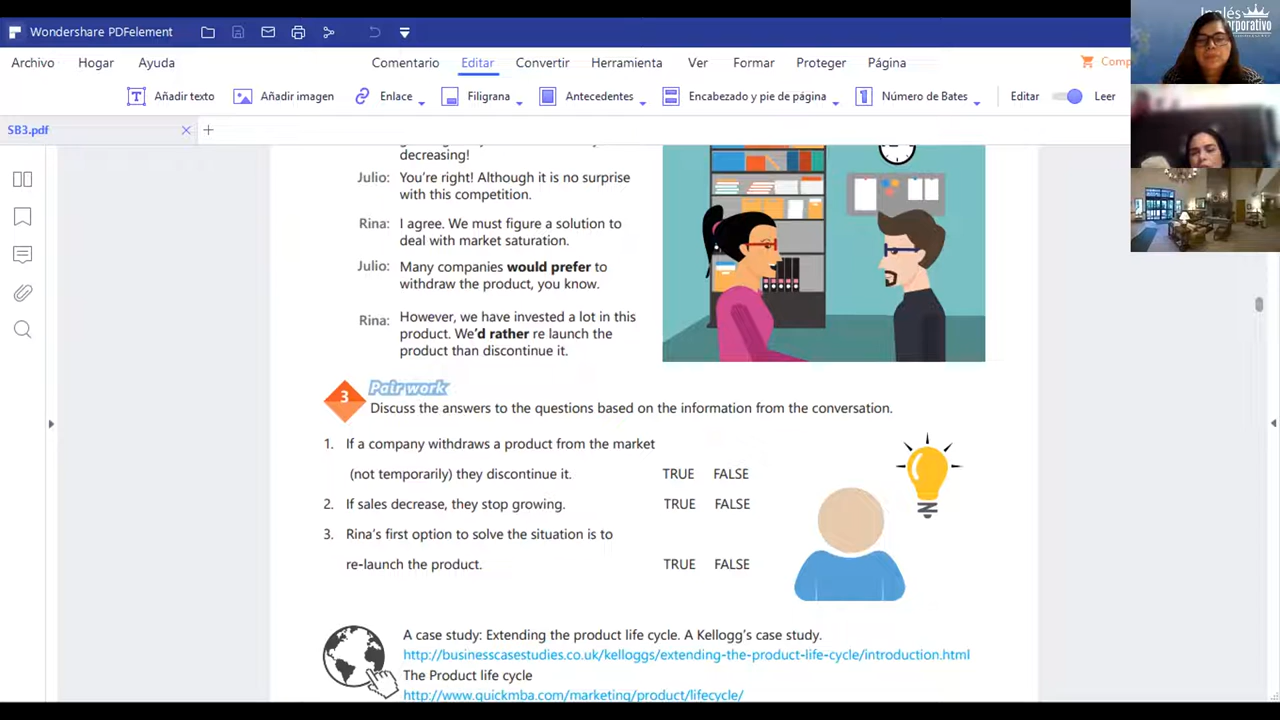 Wondershare PDFelement
Archivo Hogar Ayuda Comentario Editar Convertir Herramienta Ver Formar Proteger Página
Inglés
Añadir texto Añadir imagen Enlace Filigrana Antecedentes Encabezado y pie de página Número de Bates Editar Leer
SB3.pdf
decreasing!
Julio: You're right! Although it is no surprise
with this competition.
Rina: I agree. We must figure a solution to
deal with market saturation.
Julio: Many companies would prefer to
withdraw the product, you know.
Rina: However, we have invested a lot in this
product. We'd rather re launch the
product than discontinue it.
3 Pair work
Discuss the answers to the questions based on the information from the conversation.
1. If a company withdraws a product from the market
(not temporarily) they discontinue it. TRUE FALSE
2. If sales decrease, they stop growing. TRUE FALSE
3. Rina's first option to solve the situation is to
re-launch the product. TRUE FALSE
A case study: Extending the product life cycle. A Kellogg's case study.
http://businesscasestudies.co.uk/kelloggs/extending-the-product-life-cycle/introduction.html
The Product life cycle
http://www.quickmba.com/marketing/product/lifecycle/